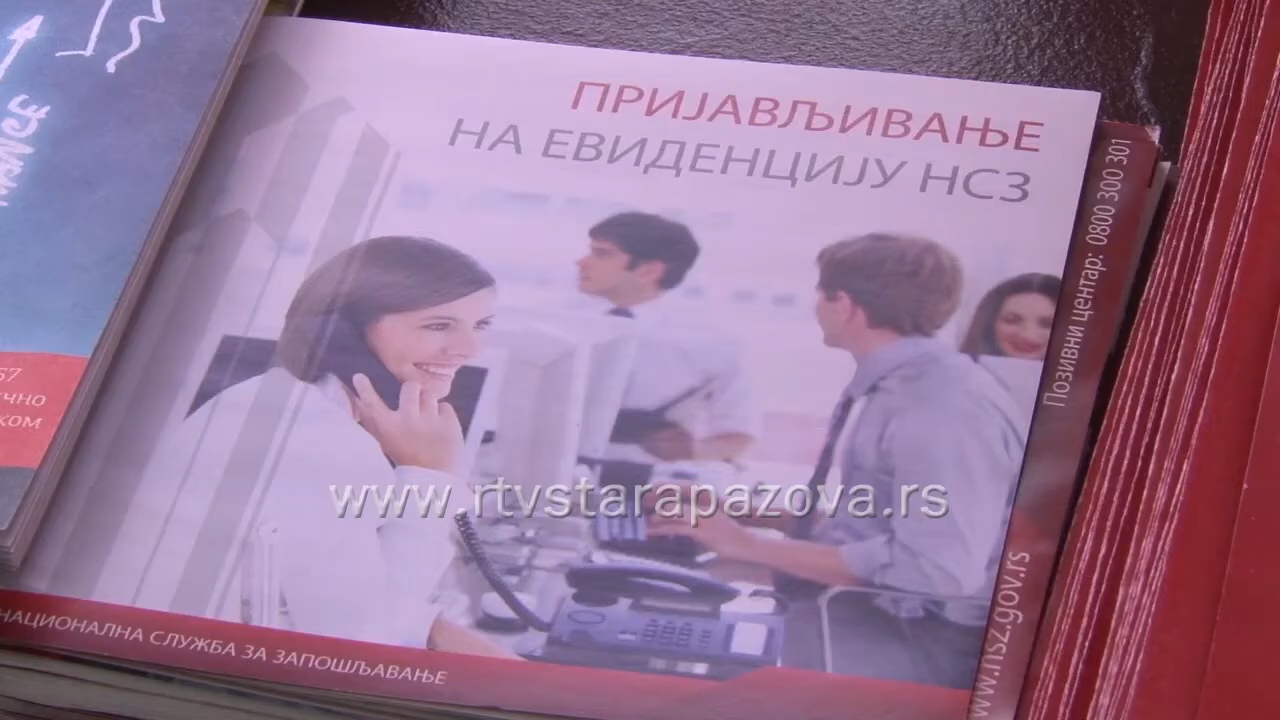 ПРИЈАВЉИВАЊЕ
НА ЕВИДЕНЦИЈУ НСЗ
Позивни центар: 0800 300 301
www.nsz.gov.rs
www.rtvstarapazova.rs
НАЦИОНАЛНА СЛУЖБА ЗА ЗАПОШЉАВАЊЕ
57